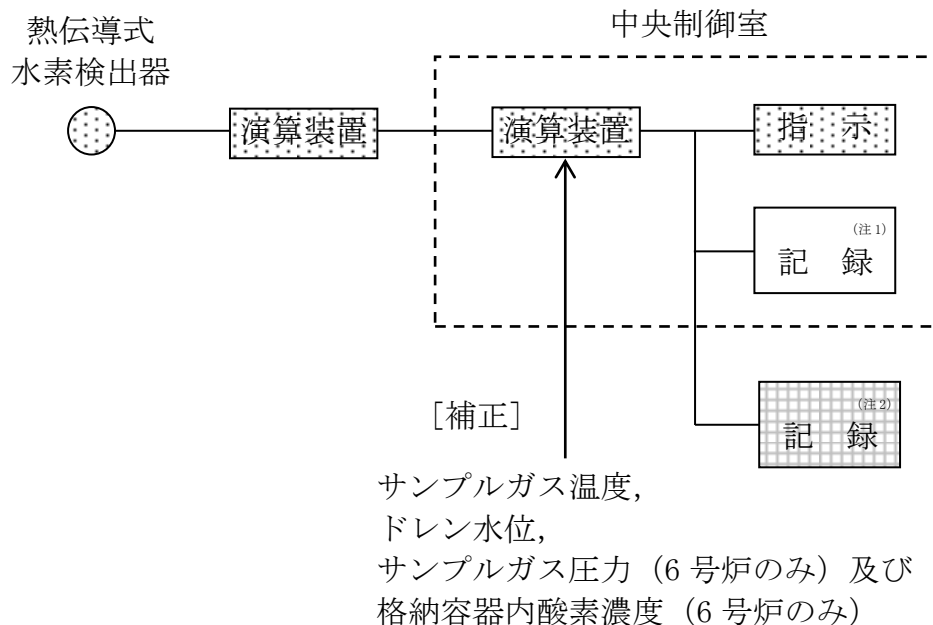 中央制御室
熱伝導式
水素検出器
演算装置
演算装置
指 示
(注1)
記 録
(注2)
記 録
[補正]
サンプルガス温度,
ドレン水位,
サンプルガス圧力（6 号炉のみ）及び
格納容器内酸素濃度（6 号炉のみ）